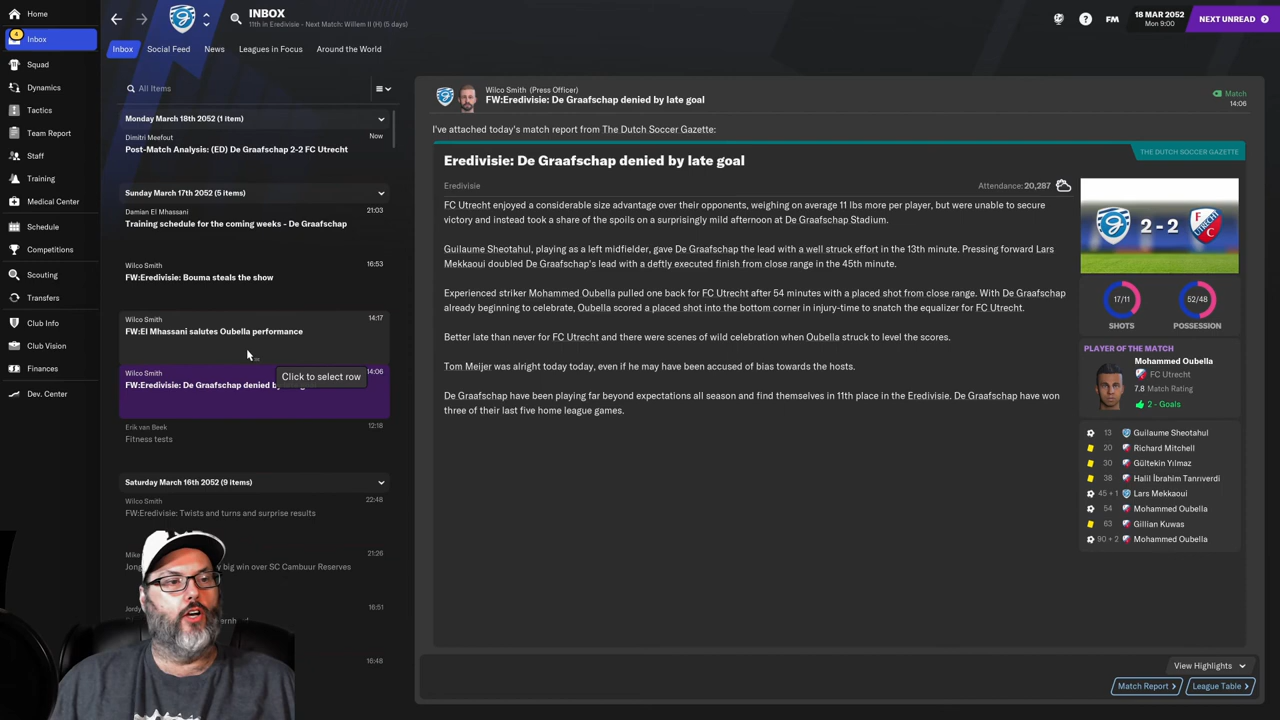 Home
INBOX
11th in Eredivisie - Next Match: Willem II (H) (5 days)
FM
18 MAR 2052
Mon 9:00
NEXT UNREAD
4
Inbox
Squad
Dynamics
Tactics
Team Report
Staff
Training
Medical Center
Schedule
Competitions
Scouting
Transfers
Club Info
Club Vision
Finances
Dev. Center
Inbox
Social Feed
News
Leagues in Focus
Around the World
All Items
Monday March 18th 2052 (1 item)
Dimitri Meefout
Now
Post-Match Analysis: (ED) De Graafschap 2-2 FC Utrecht
Sunday March 17th 2052 (5 items)
Damian El Mhassani
21:03
Training schedule for the coming weeks - De Graafschap
Wilco Smith
16:53
FW:Eredivisie: Bouma steals the show
Wilco Smith
14:17
FW:El Mhassani salutes Oubella performance
Wilco Smith
14:06
FW:Eredivisie: De Graafschap denied b
Click to select row
Erik van Beek
12:18
Fitness tests
Saturday March 16th 2052 (9 items)
Wilco Smith
22:48
FW:Eredivisie: Twists and turns and surprise results
Mike
21:26
Jong
y big win over SC Cambuur Reserves
Jordy
16:51
16:48
Wilco Smith (Press Officer)
FW:Eredivisie: De Graafschap denied by late goal
Match
14:06
I've attached today's match report from The Dutch Soccer Gazette:
THE DUTCH SOCCER GAZETTE
Eredivisie: De Graafschap denied by late goal
Eredivisie
Attendance: 20,287
FC Utrecht enjoyed a considerable size advantage over their opponents, weighing on average 11 lbs more per player, but were unable to secure
victory and instead took a share of the spoils on a surprisingly mild afternoon at De Graafschap Stadium.
Guilaume Sheotahul, playing as a left midfielder, gave De Graafschap the lead with a well struck effort in the 13th minute. Pressing forward Lars
Mekkaoui doubled De Graafschap's lead with a deftly executed finish from close range in the 45th minute.
Experienced striker Mohammed Oubella pulled one back for FC Utrecht after 54 minutes with a placed shot from close range. With De Graafschap
already beginning to celebrate, Oubella scored a placed shot into the bottom corner in injury-time to snatch the equalizer for FC Utrecht.
Better late than never for FC Utrecht and there were scenes of wild celebration when Oubella struck to level the scores.
Tom Meijer was alright today today, even if he may have been accused of bias towards the hosts.
De Graafschap have been playing far beyond expectations all season and find themselves in 11th place in the Eredivisie. De Graafschap have won
three of their last five home league games.
2 - 2
17/11
52/48
SHOTS
POSSESSION
PLAYER OF THE MATCH
Mohammed Oubella
FC Utrecht
7.8 Match Rating
2 - Goals
13 Guilaume Sheotahul
20 Richard Mitchell
30 Gültekin Yılmaz
38 Halil İbrahim Tanrıverdi
45 + 1 Lars Mekkaoui
54 Mohammed Oubella
63 Gillian Kuwas
90 + 2 Mohammed Oubella
View Highlights
Match Report
League Table